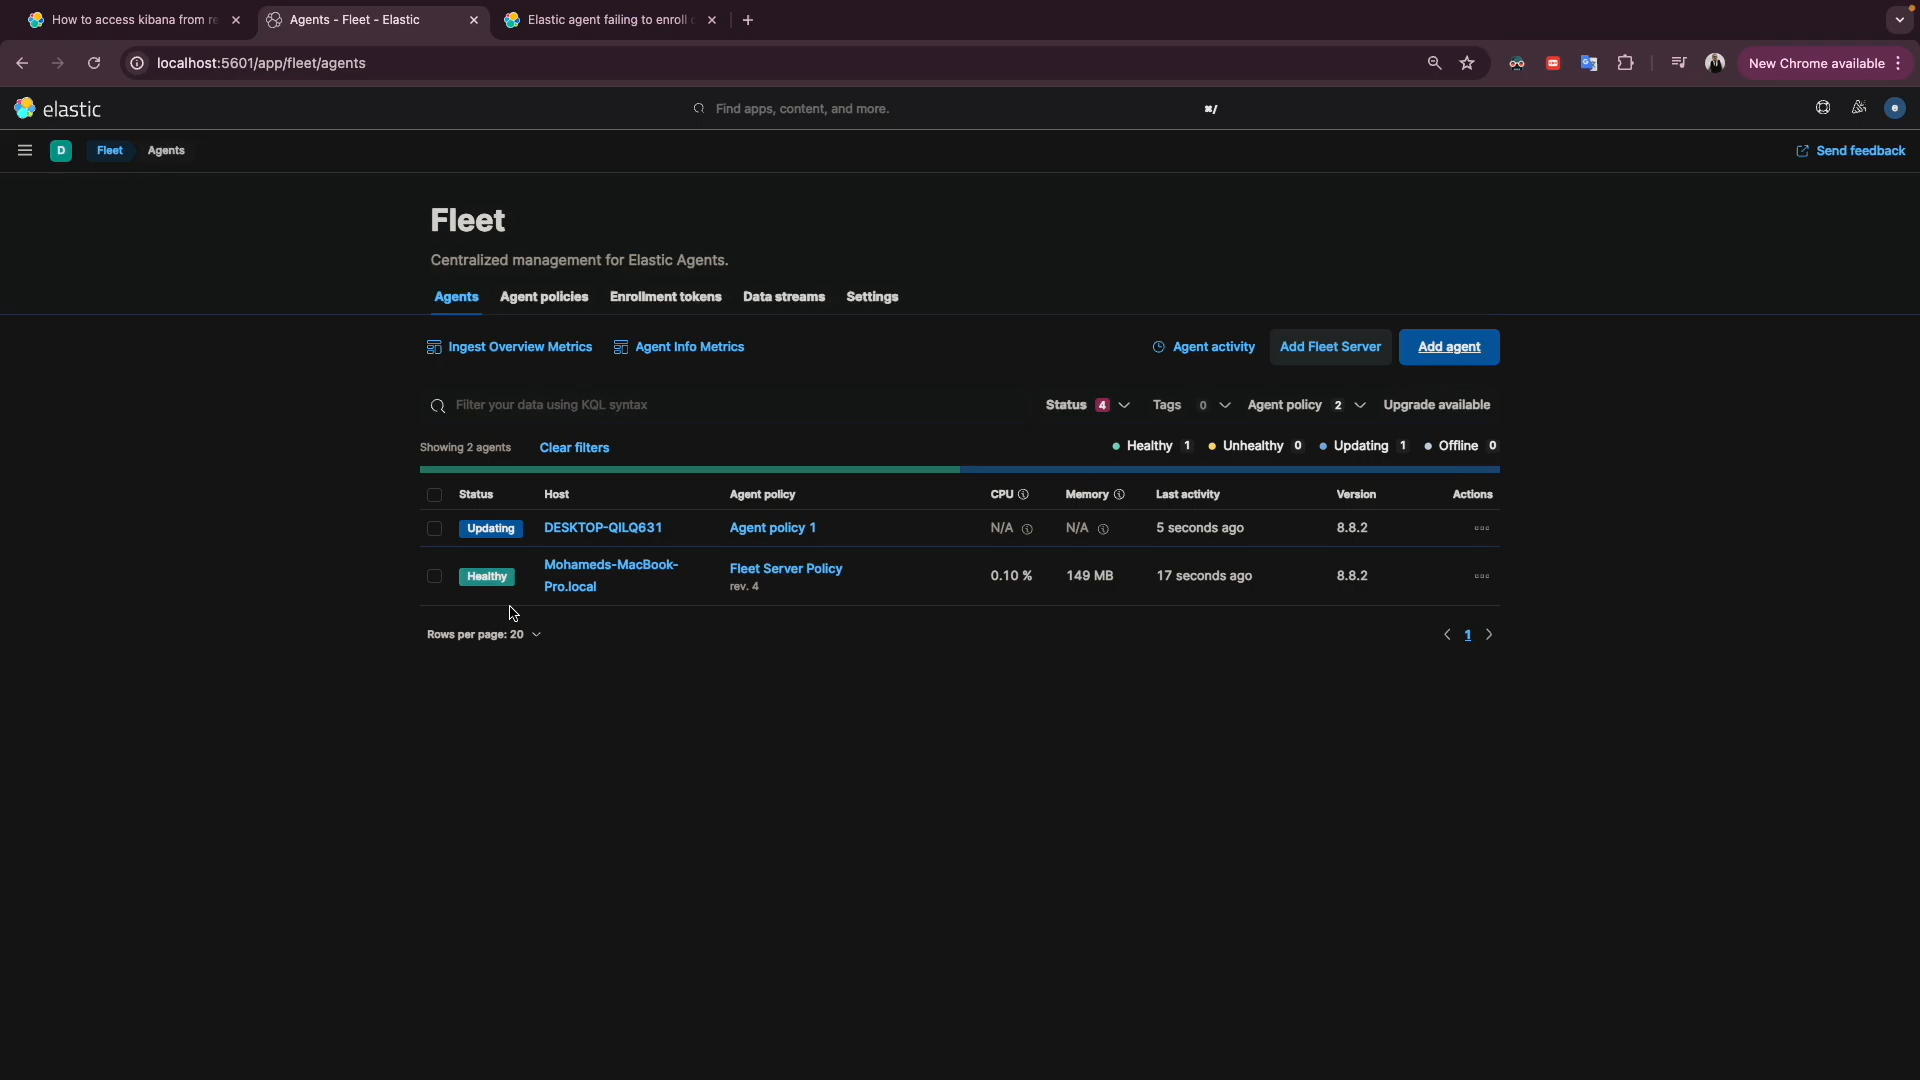 How to access kibana from re
Agents - Fleet - Elastic
Elastic agent failing to enroll
localhost:5601/app/fleet/agents
New Chrome available
elastic
Find apps, content, and more.
⌘/
e
D
Fleet
Agents
Send feedback
Fleet
Centralized management for Elastic Agents.
Agents
Agent policies
Enrollment tokens
Data streams
Settings
Ingest Overview Metrics
Agent Info Metrics
Agent activity
Add Fleet Server
Add agent
Filter your data using KQL syntax
Status 4
Tags 0
Agent policy 2
Upgrade available
Showing 2 agents
Clear filters
Healthy 1
Unhealthy 0
Updating 1
Offline 0
Status Host Agent policy CPU Memory Last activity Version Actions
Updating DESKTOP-QILQ631 Agent policy 1 N/A N/A 5 seconds ago 8.8.2
Healthy Mohameds-MacBook-Pro.local Fleet Server Policy rev. 4 0.10 % 149 MB 17 seconds ago 8.8.2
Rows per page: 20
1